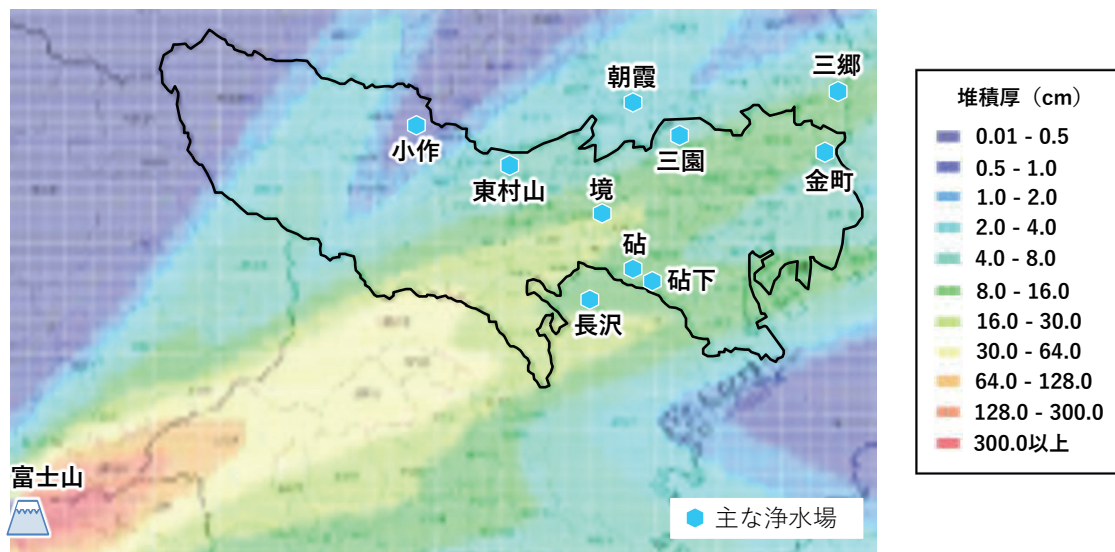 三郷
朝霞
小作
三園
金町
東村山
境
砧
砧下
長沢
富士山
主な浄水場
堆積厚（cm）
0.01 - 0.5
0.5 - 1.0
1.0 - 2.0
2.0 - 4.0
4.0 - 8.0
8.0 - 16.0
16.0 - 30.0
30.0 - 64.0
64.0 - 128.0
128.0 - 300.0
300.0以上